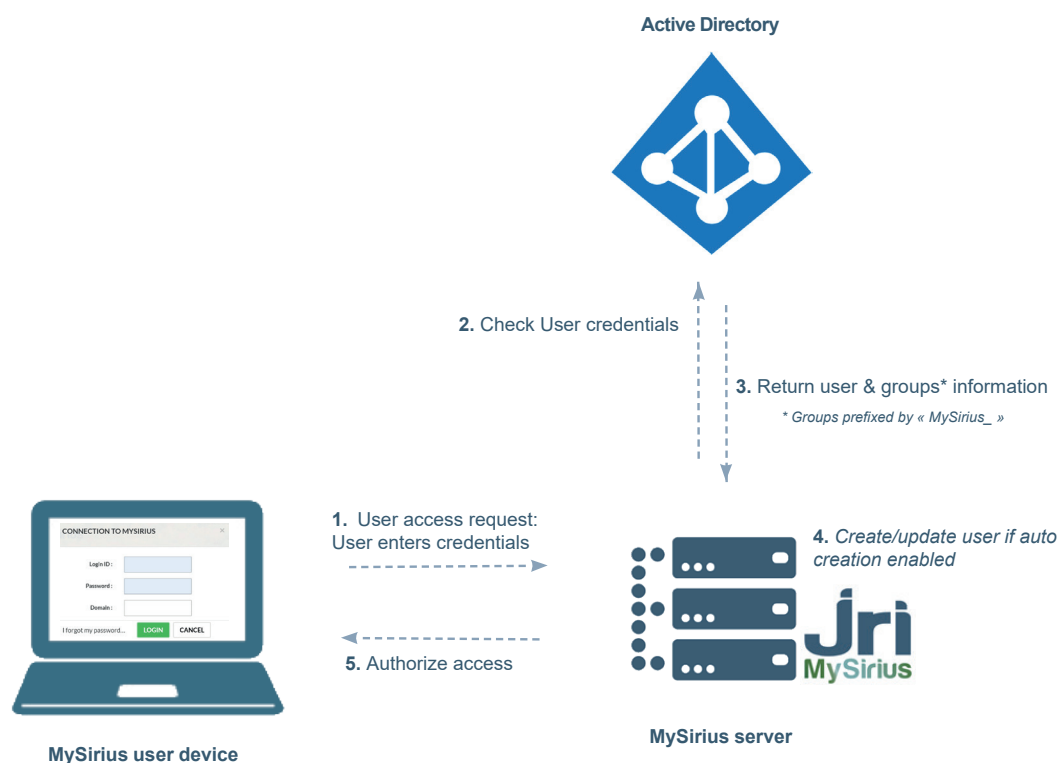 Active Directory
2. Check User credentials
3. Return user & groups* information
* Groups prefixed by « MySirius_ »
1. User access request:
User enters credentials
4. Create/update user if auto
creation enabled
CONNECTION TO MYSIRIUS ×
Login ID :
Password :
Domain :
I forgot my password... LOGIN CANCEL
5. Authorize access
jri
MySirius
MySirius server
MySirius user device